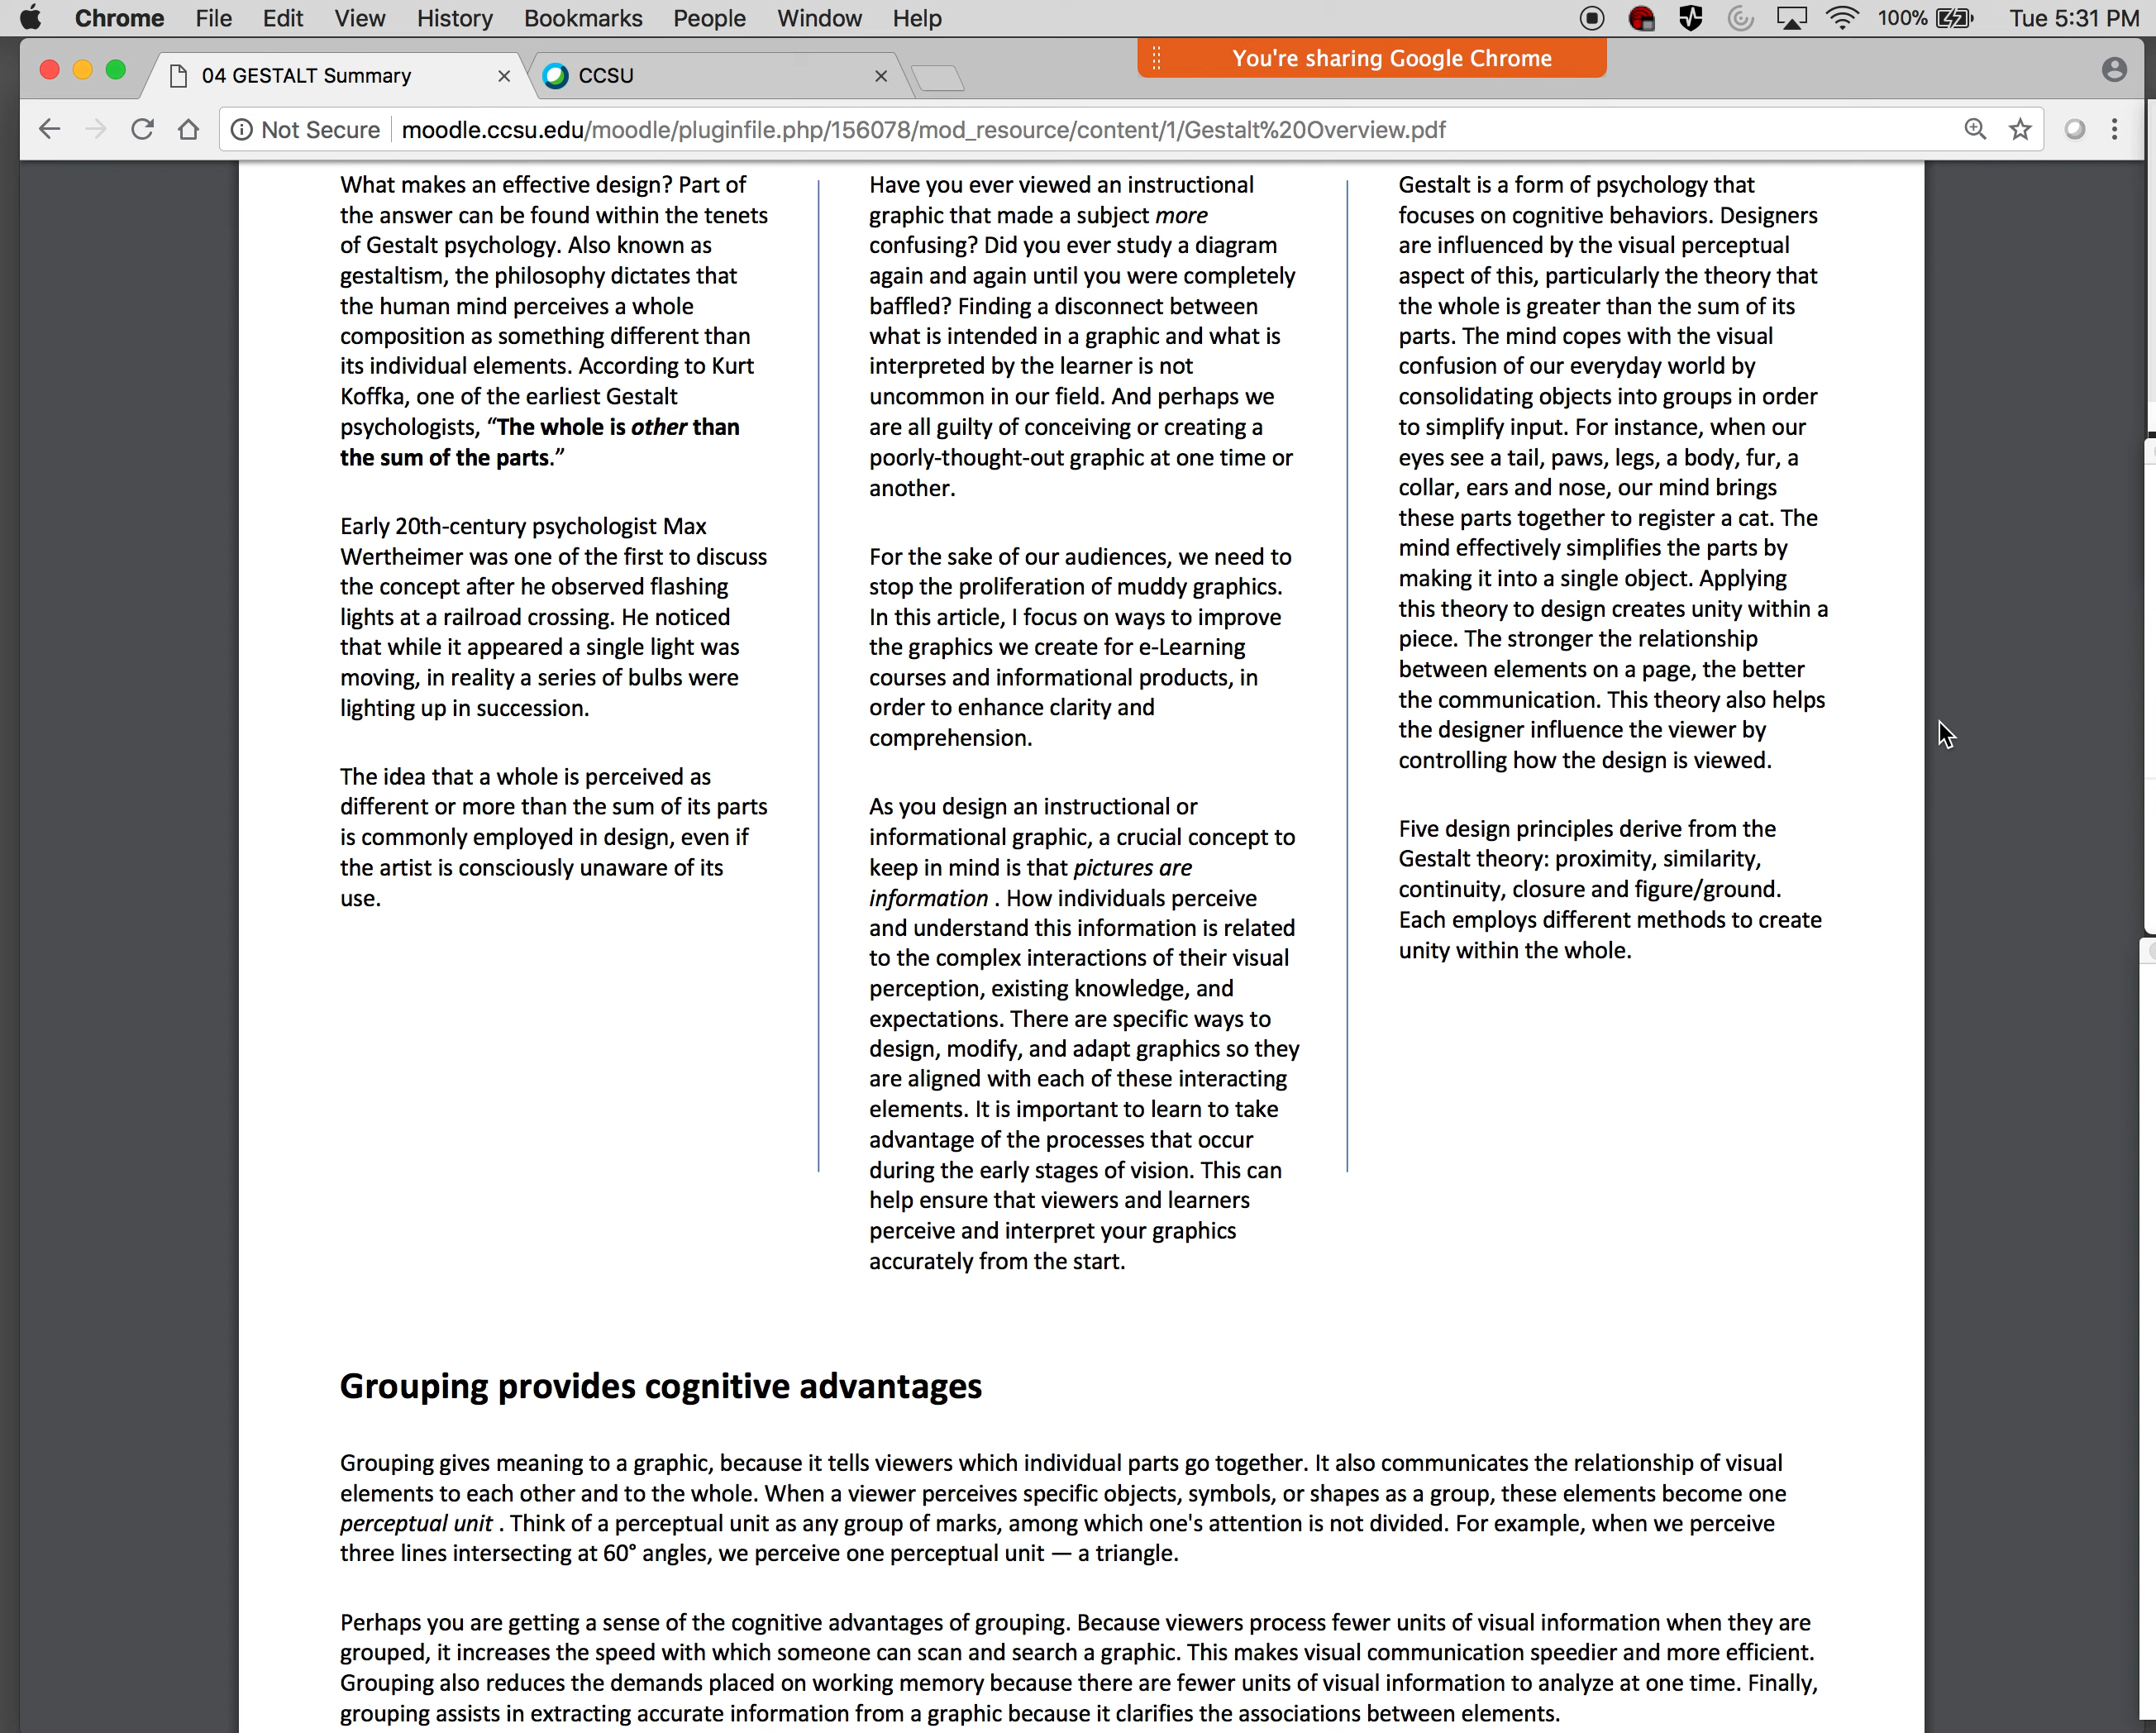 Chrome File Edit View History Bookmarks People Window Help 100% Tue 5:31 PM
You're sharing Google Chrome
04 GESTALT Summary
CCSU
Not Secure moodle.ccsu.edu/moodle/pluginfile.php/156078/mod_resource/content/1/Gestalt%20Overview.pdf
What makes an effective design? Part of
the answer can be found within the tenets
of Gestalt psychology. Also known as
gestaltism, the philosophy dictates that
the human mind perceives a whole
composition as something different than
its individual elements. According to Kurt
Koffka, one of the earliest Gestalt
psychologists, “The whole is other than
the sum of the parts.”
Early 20th-century psychologist Max
Wertheimer was one of the first to discuss
the concept after he observed flashing
lights at a railroad crossing. He noticed
that while it appeared a single light was
moving, in reality a series of bulbs were
lighting up in succession.
The idea that a whole is perceived as
different or more than the sum of its parts
is commonly employed in design, even if
the artist is consciously unaware of its
use.
Have you ever viewed an instructional
graphic that made a subject more
confusing? Did you ever study a diagram
again and again until you were completely
baffled? Finding a disconnect between
what is intended in a graphic and what is
interpreted by the learner is not
uncommon in our field. And perhaps we
are all guilty of conceiving or creating a
poorly-thought-out graphic at one time or
another.
For the sake of our audiences, we need to
stop the proliferation of muddy graphics.
In this article, I focus on ways to improve
the graphics we create for e-Learning
courses and informational products, in
order to enhance clarity and
comprehension.
As you design an instructional or
informational graphic, a crucial concept to
keep in mind is that pictures are
information . How individuals perceive
and understand this information is related
to the complex interactions of their visual
perception, existing knowledge, and
expectations. There are specific ways to
design, modify, and adapt graphics so they
are aligned with each of these interacting
elements. It is important to learn to take
advantage of the processes that occur
during the early stages of vision. This can
help ensure that viewers and learners
perceive and interpret your graphics
accurately from the start.
Gestalt is a form of psychology that
focuses on cognitive behaviors. Designers
are influenced by the visual perceptual
aspect of this, particularly the theory that
the whole is greater than the sum of its
parts. The mind copes with the visual
confusion of our everyday world by
consolidating objects into groups in order
to simplify input. For instance, when our
eyes see a tail, paws, legs, a body, fur, a
collar, ears and nose, our mind brings
these parts together to register a cat. The
mind effectively simplifies the parts by
making it into a single object. Applying
this theory to design creates unity within a
piece. The stronger the relationship
between elements on a page, the better
the communication. This theory also helps
the designer influence the viewer by
controlling how the design is viewed.
Five design principles derive from the
Gestalt theory: proximity, similarity,
continuity, closure and figure/ground.
Each employs different methods to create
unity within the whole.
Grouping provides cognitive advantages
Grouping gives meaning to a graphic, because it tells viewers which individual parts go together. It also communicates the relationship of visual
elements to each other and to the whole. When a viewer perceives specific objects, symbols, or shapes as a group, these elements become one
perceptual unit . Think of a perceptual unit as any group of marks, among which one's attention is not divided. For example, when we perceive
three lines intersecting at 60° angles, we perceive one perceptual unit — a triangle.
Perhaps you are getting a sense of the cognitive advantages of grouping. Because viewers process fewer units of visual information when they are
grouped, it increases the speed with which someone can scan and search a graphic. This makes visual communication speedier and more efficient.
Grouping also reduces the demands placed on working memory because there are fewer units of visual information to analyze at one time. Finally,
grouping assists in extracting accurate information from a graphic because it clarifies the associations between elements.